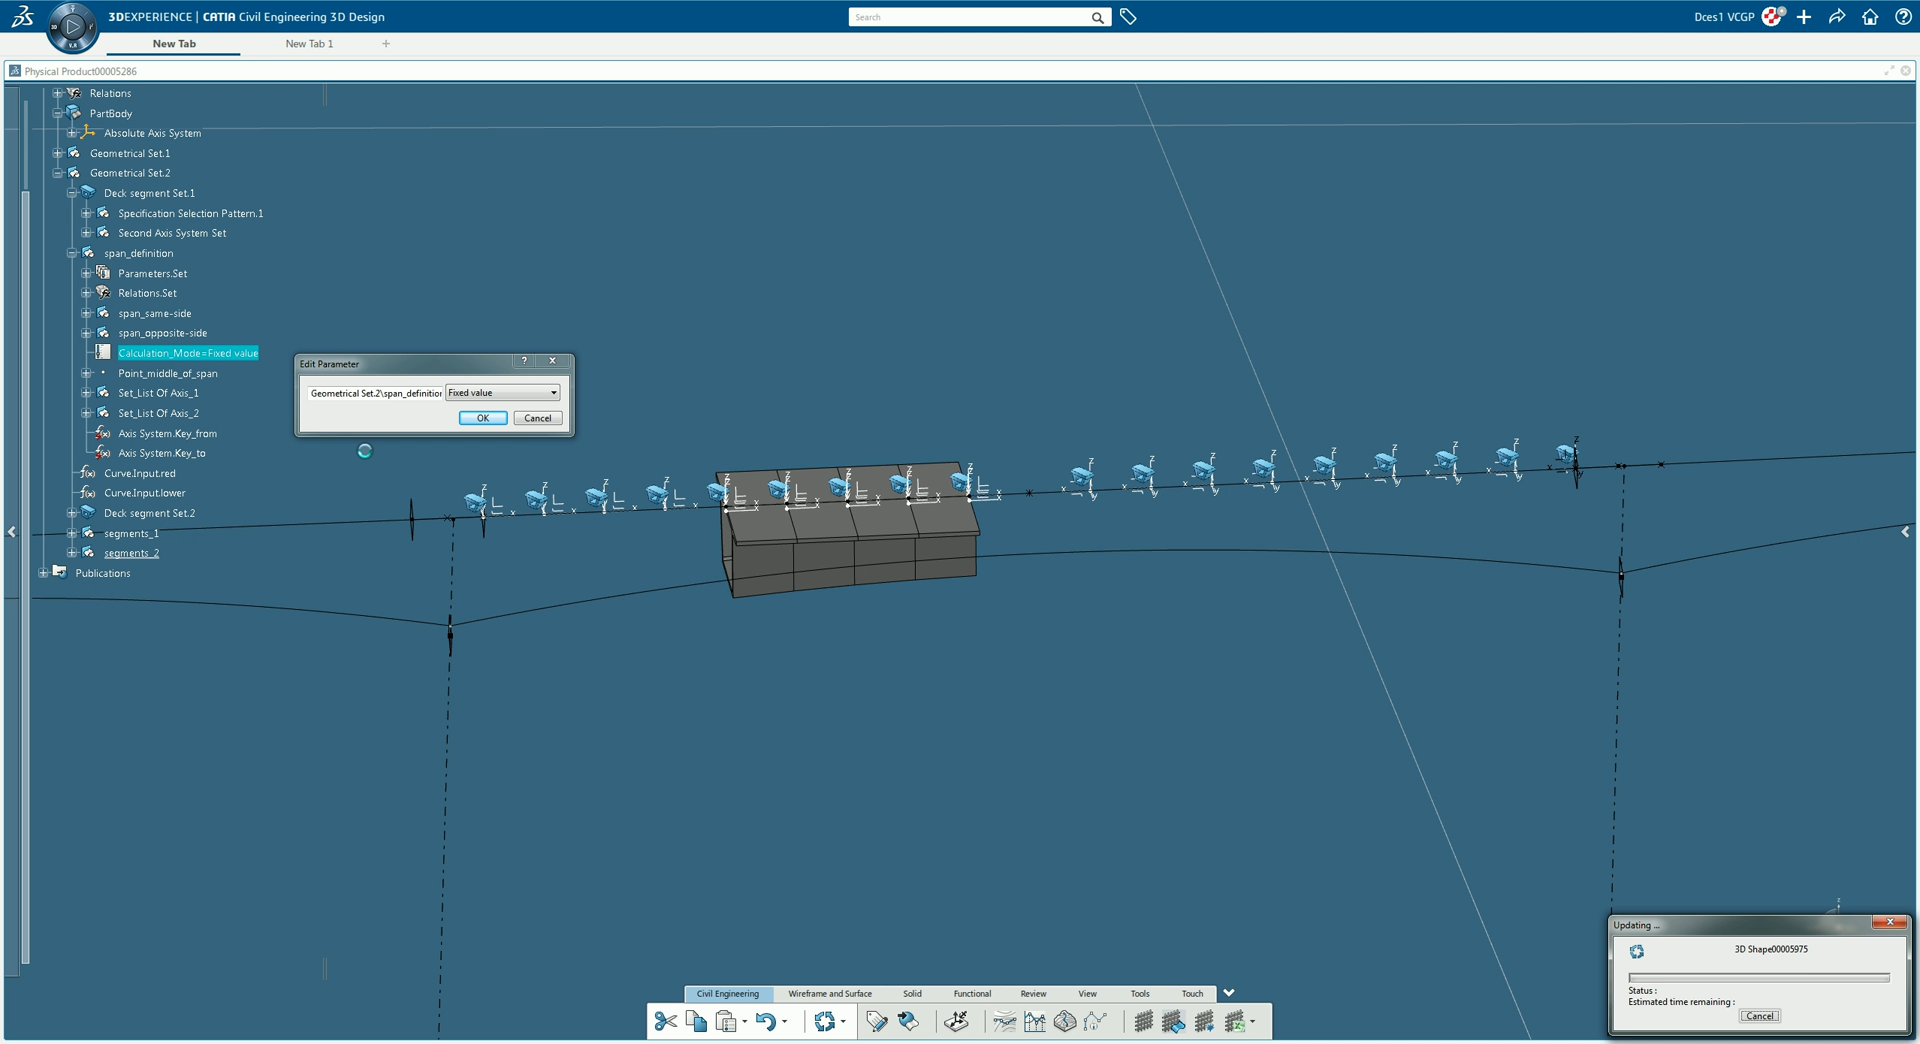 3DEXPERIENCE | CATIA Civil Engineering 3D Design
Search
Dces1 VCGP
V.R
New Tab
New Tab 1
Physical Product00005286
Relations
PartBody
Absolute Axis System
Geometrical Set.1
Geometrical Set.2
Deck segment Set.1
Specification Selection Pattern.1
Second Axis System Set
span_definition
Parameters.Set
Relations.Set
span_same-side
span_opposite-side
Calculation_Mode=Fixed value
Point_middle_of_span
Set_List Of Axis_1
Set_List Of Axis_2
Axis System.Key_from
Axis System.Key_to
Curve.Input.red
Curve.Input.lower
Deck segment Set.2
segments_1
segments_2
Publications
Edit Parameter
Geometrical Set.2\span_definition
Fixed value
OK
Cancel
Updating ...
3D Shape00005975
Status :
Estimated time remaining :
Cancel
Civil Engineering
Wireframe and Surface
Solid
Functional
Review
View
Tools
Touch